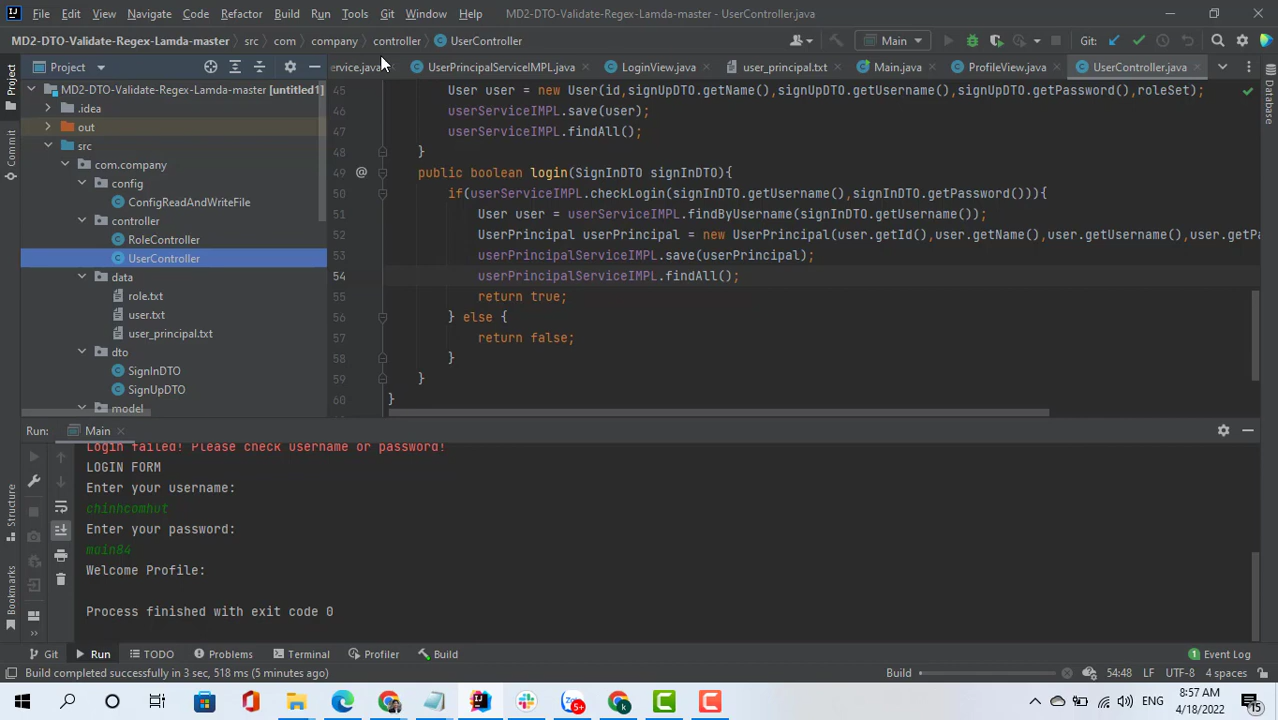 File Edit View Navigate Code Refactor Build Run Tools Git Window Help MD2-DTO-Validate-Regex-Lamda-master - UserController.java
MD2-DTO-Validate-Regex-Lamda-master src com company controller UserController Main Git:
Project ervice.java UserPrincipalServiceIMPL.java LoginView.java user_principal.txt Main.java ProfileView.java UserController.java
MD2-DTO-Validate-Regex-Lamda-master [untitled1]
.idea
out
src
com.company
config
ConfigReadAndWriteFile
controller
RoleController
UserController
data
role.txt
user.txt
user_principal.txt
dto
SignInDTO
SignUpDTO
model
45 User user = new User(id,signUpDTO.getName(),signUpDTO.getUsername(),signUpDTO.getPassword(),roleSet);
46 userServiceIMPL.save(user);
47 userServiceIMPL.findAll();
48 }
49 public boolean login(SignInDTO signInDTO){
50 if(userServiceIMPL.checkLogin(signInDTO.getUsername(),signInDTO.getPassword())){
51 User user = userServiceIMPL.findByUsername(signInDTO.getUsername());
52 UserPrincipal userPrincipal = new UserPrincipal(user.getId(),user.getName(),user.getUsername(),user.getPa
53 userPrincipalServiceIMPL.save(userPrincipal);
54 userPrincipalServiceIMPL.findAll();
55 return true;
56 } else {
57 return false;
58 }
59 }
60 }
Project
Commit
Structure
Bookmarks
Database
Run: Main
Login failed! Please check username or password!
LOGIN FORM
Enter your username:
chinhcomhut
Enter your password:
moin84
Welcome Profile:
Process finished with exit code 0
Git Run TODO Problems Terminal Profiler Build 1 Event Log
Build completed successfully in 3 sec, 518 ms (5 minutes ago) Build 54:48 LF UTF-8 4 spaces
5+ k ENG 8:57 AM
4/18/2022 15